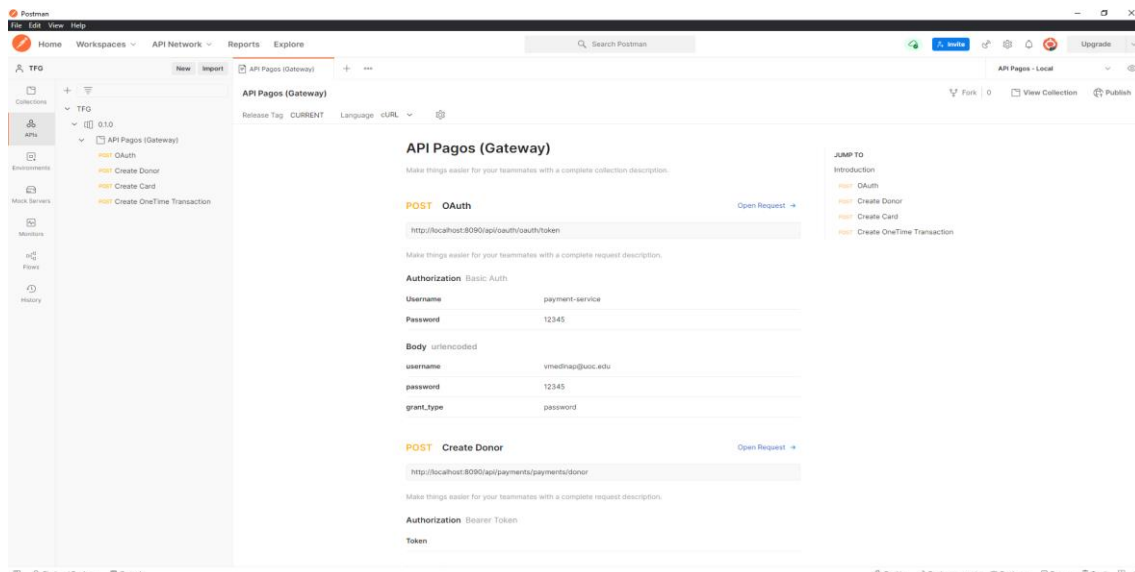 Postman
File Edit View Help
Home Workspaces API Network Reports Explore
Search Postman
Invite
Upgrade
TFG
New Import
API Pagos (Gateway)
API Pagos - Local
Collections
APIs
Environments
Mock Servers
Monitors
Flows
History
TFG
0.1.0
API Pagos (Gateway)
POST OAuth
POST Create Donor
POST Create Card
POST Create OneTime Transaction
API Pagos (Gateway)
Fork 0 View Collection Publish
Release Tag CURRENT Language cURL
API Pagos (Gateway)
Make things easier for your teammates with a complete collection description.
POST OAuth Open Request →
http://localhost:8090/api/oauth/oauth/token
Make things easier for your teammates with a complete request description.
Authorization Basic Auth
Username payment-service
Password 12345
Body urlencoded
username vmedinap@uoc.edu
password 12345
grant_type password
POST Create Donor Open Request →
http://localhost:8090/api/payments/payments/donor
Make things easier for your teammates with a complete request description.
Authorization Bearer Token
Token
JUMP TO
Introduction
POST OAuth
POST Create Donor
POST Create Card
POST Create OneTime Transaction